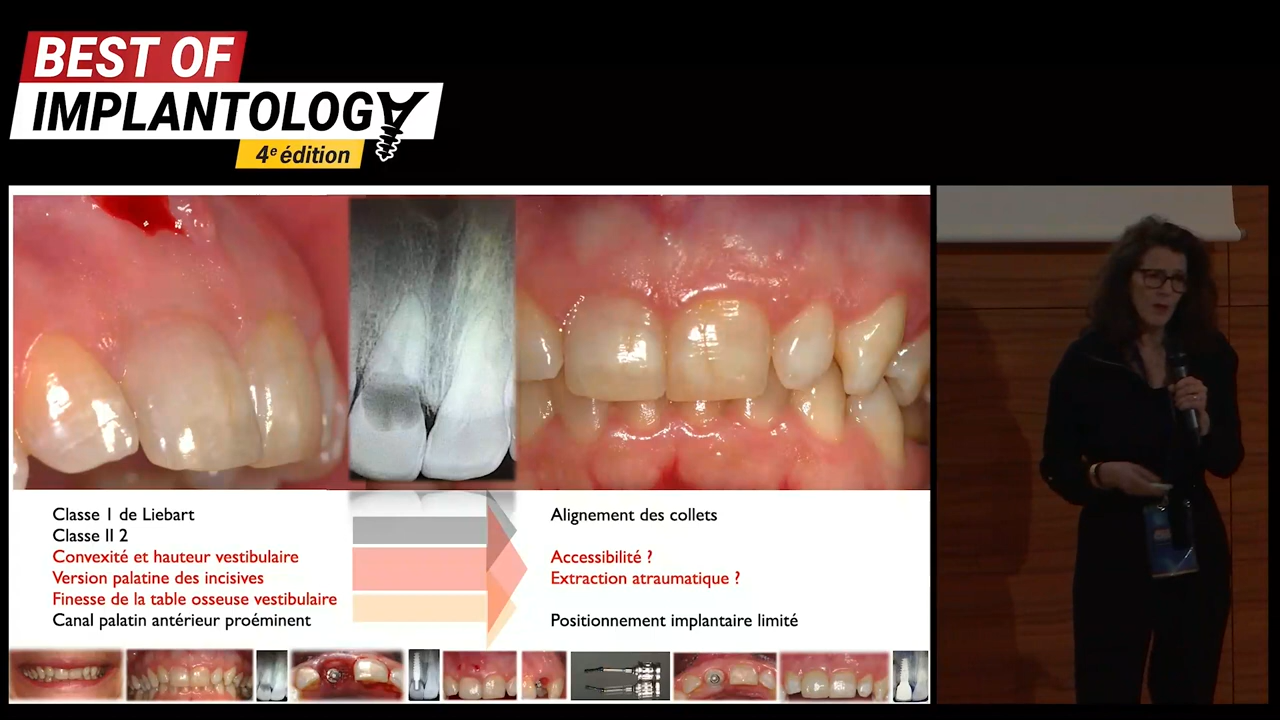 BEST OF
IMPLANTOLOGY
4e édition
Classe 1 de Liebart
Classe II 2
Convexité et hauteur vestibulaire
Version palatine des incisives
Finesse de la table osseuse vestibulaire
Canal palatin antérieur proéminent
Alignement des collets
Accessibilité ?
Extraction atraumatique ?
Positionnement implantaire limité